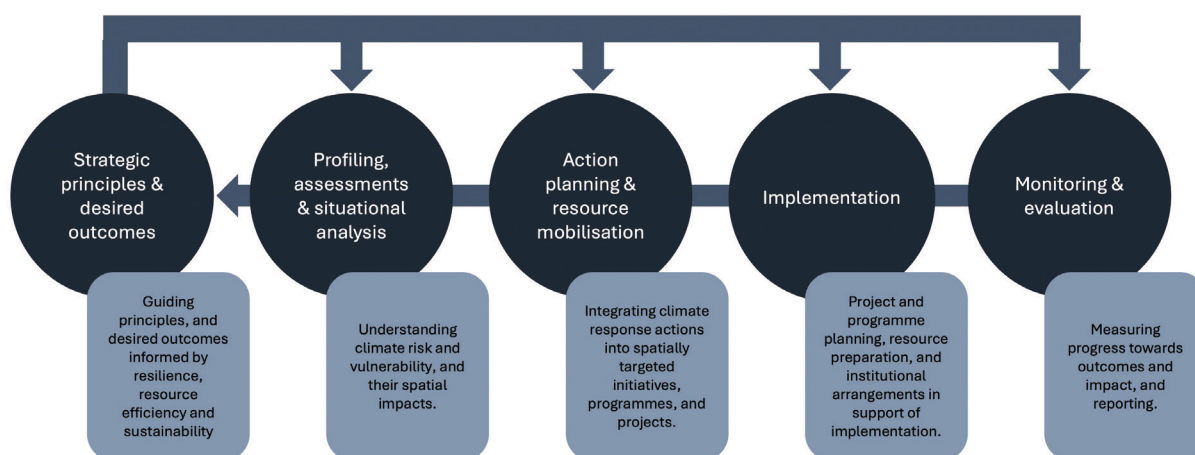 Strategic
principles &
desired
outcomes
Guiding
principles, and
desired outcomes
informed by
resilience,
resource
efficiency and
sustainability
Profiling,
assessments
& situational
analysis
Understanding
climate risk and
vulnerability, and
their spatial
impacts.
Action
planning &
resource
mobilisation
Integrating climate
response actions
into spatially
targeted
initiatives,
programmes, and
projects.
Implementation
Project and
programme
planning, resource
preparation, and
institutional
arrangements in
support of
implementation.
Monitoring &
evaluation
Measuring
progress towards
outcomes and
impact, and
reporting.